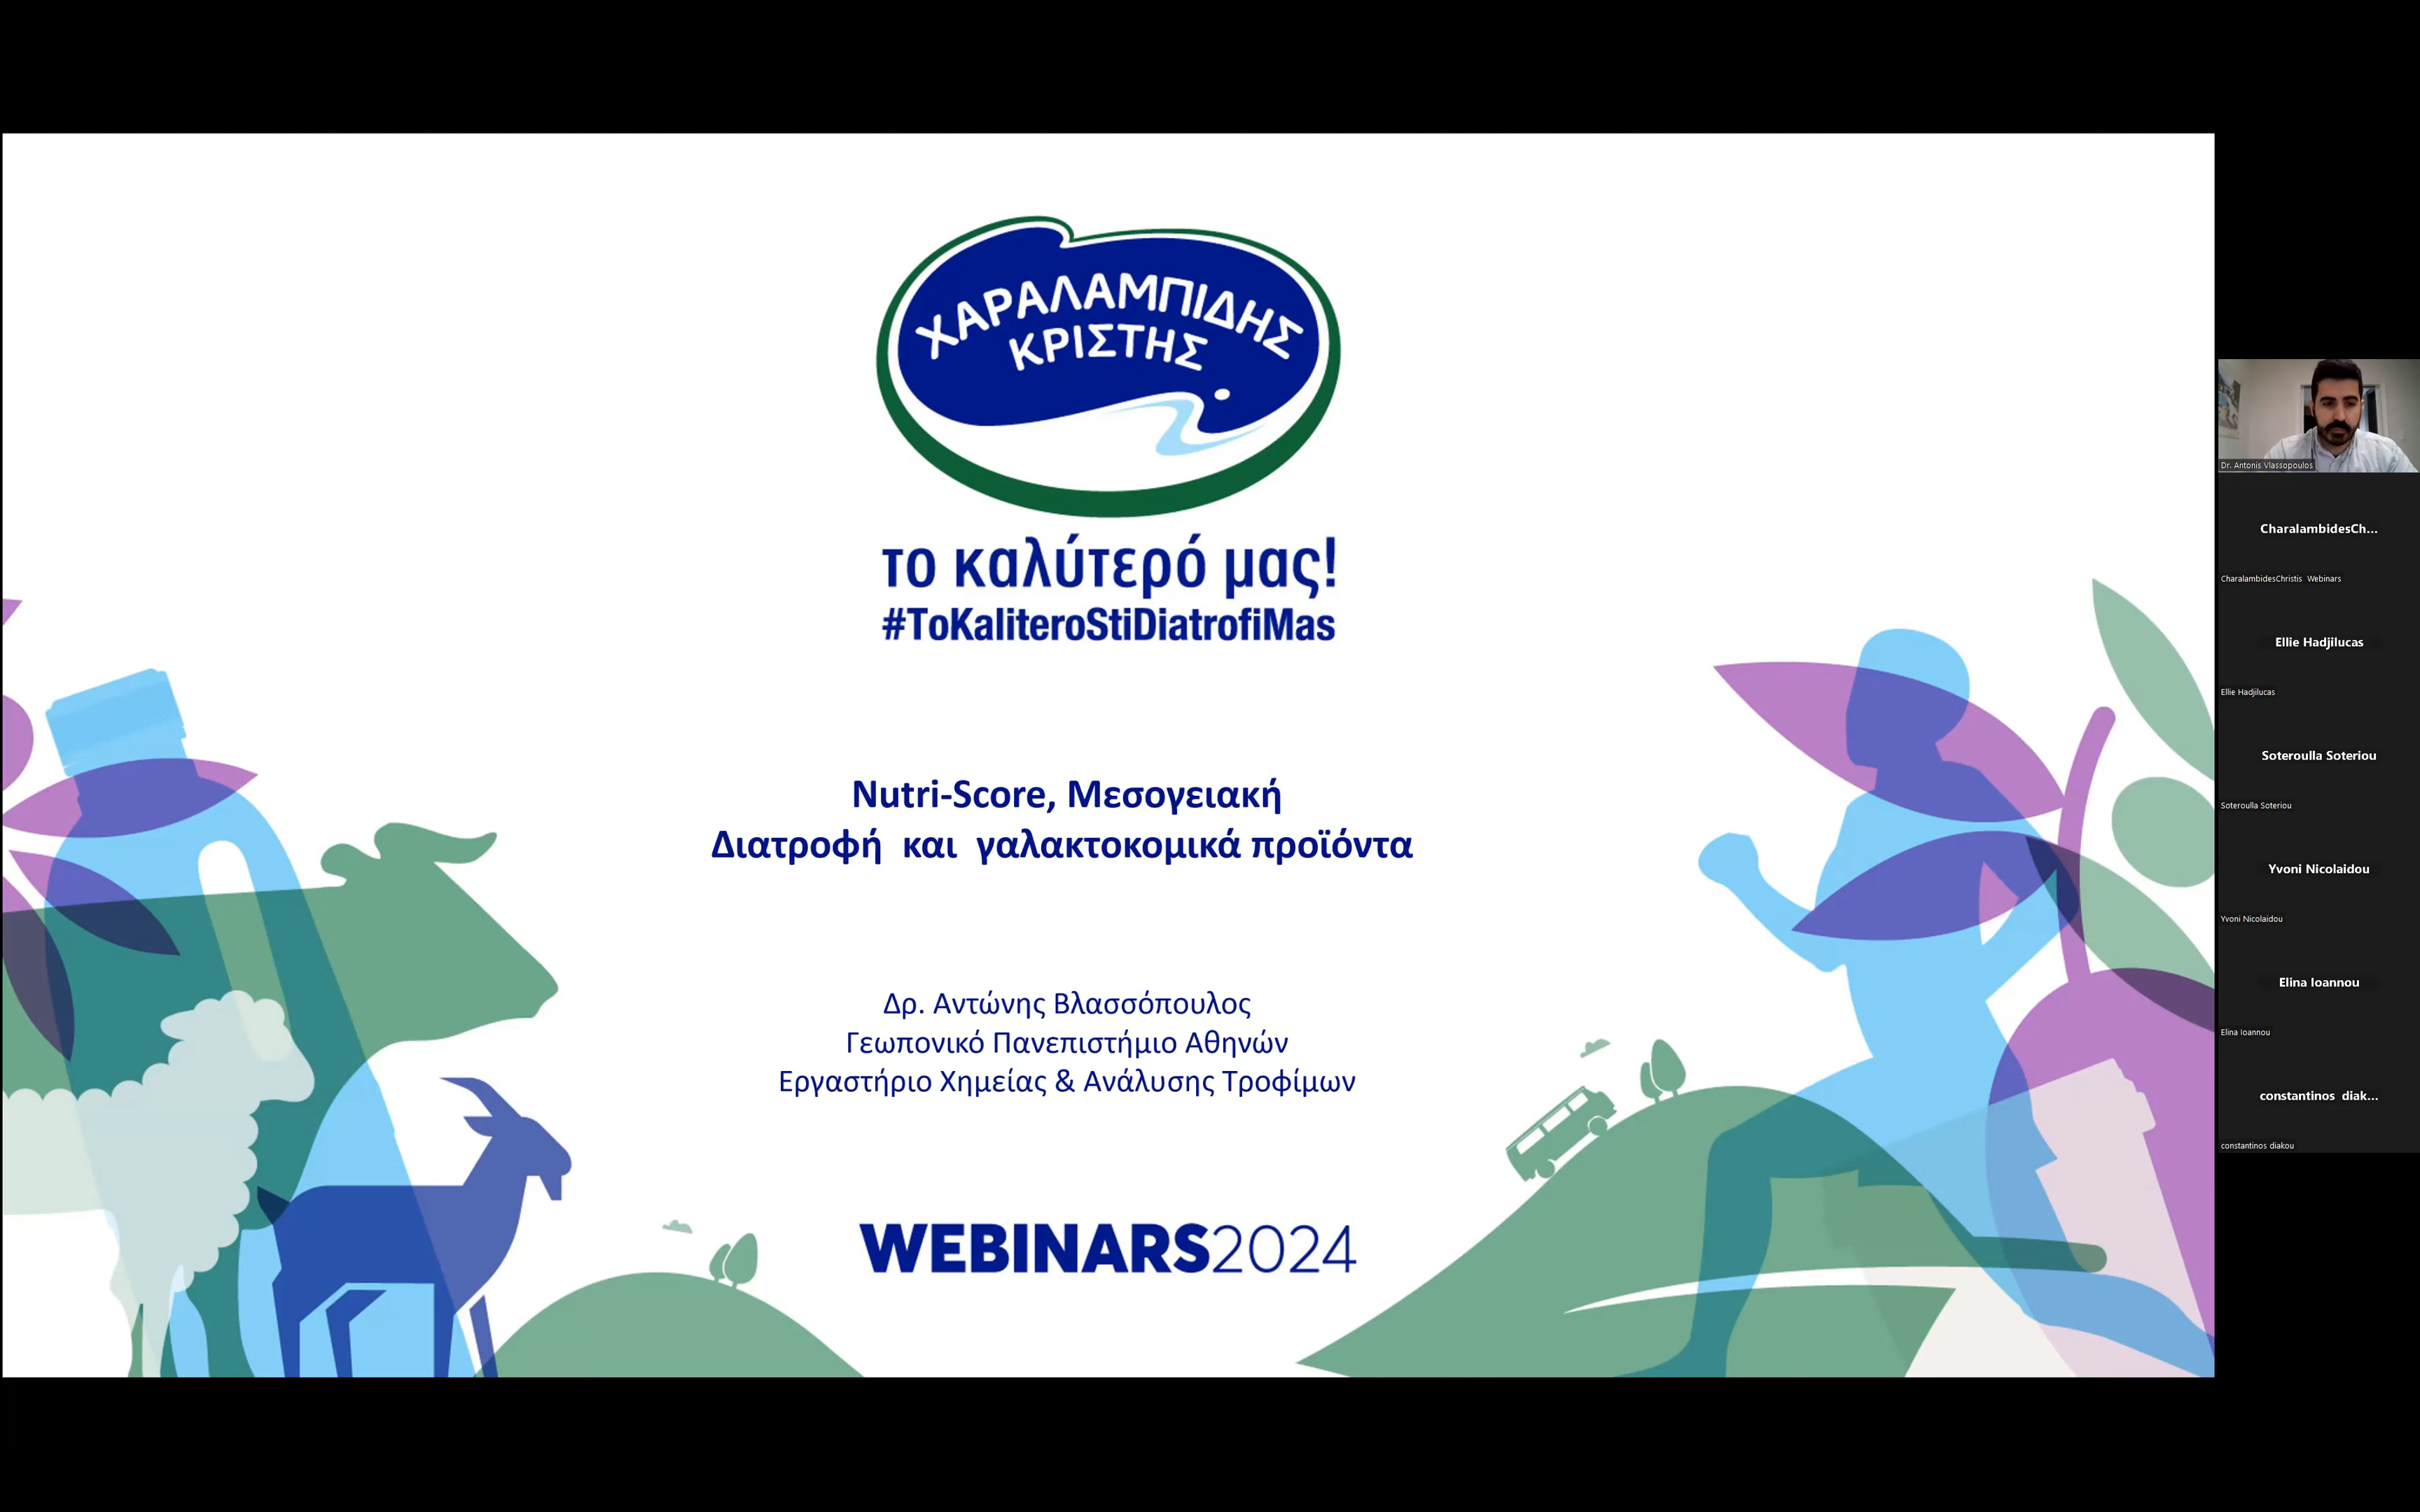 ΧΑΡΑΛΑΜΠΙΔΗΣ
ΚΡΙΣΤΗΣ
το καλύτερό μας!
#ToKaliteroStiDiatrofiMas
Nutri-Score, Μεσογειακή
Διατροφή και γαλακτοκομικά προϊόντα
Δρ. Αντώνης Βλασσόπουλος
Γεωπονικό Πανεπιστήμιο Αθηνών
Εργαστήριο Χημείας & Ανάλυσης Τροφίμων
WEBINARS2024
Dr. Antonis Vlassopoulos
CharalambidesCh...
CharalambidesChristis Webinars
Ellie Hadjilucas
Ellie Hadjilucas
Soteroulla Soteriou
Soteroulla Soteriou
Yvoni Nicolaidou
Yvoni Nicolaidou
Elina Ioannou
Elina Ioannou
constantinos diak...
constantinos diakou